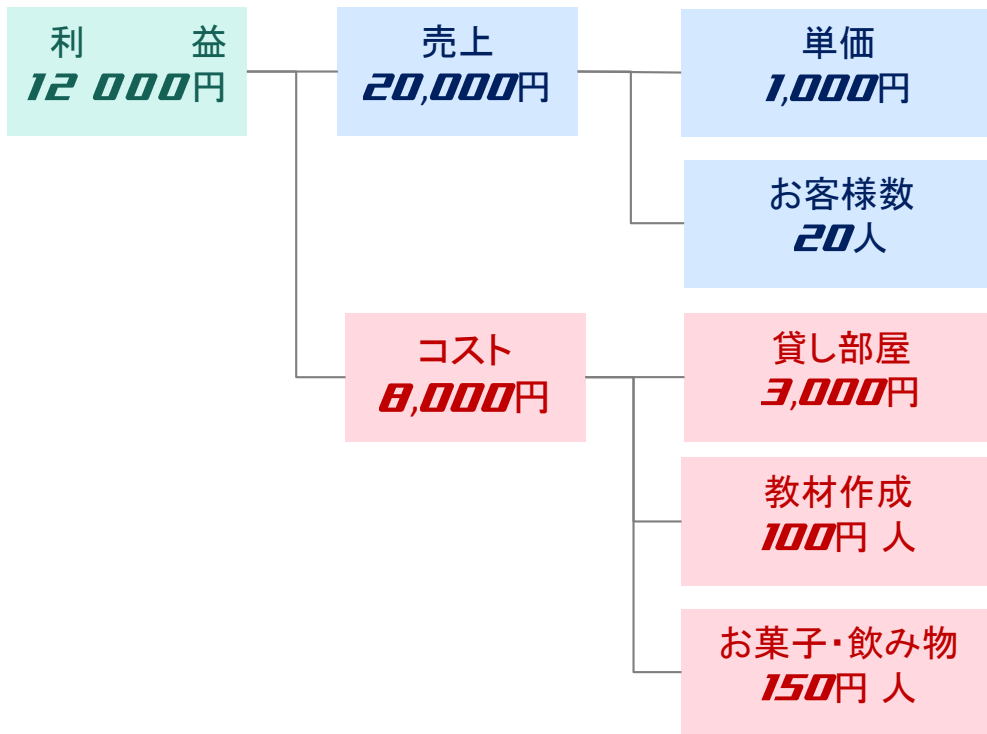 利 益
12 000円
売上
20,000円
単価
1,000円
お客様数
20人
コスト
8,000円
貸し部屋
3,000円
教材作成
100円 人
お菓子・飲み物
150円 人